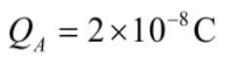 Q_A = 2×10⁻⁸ C